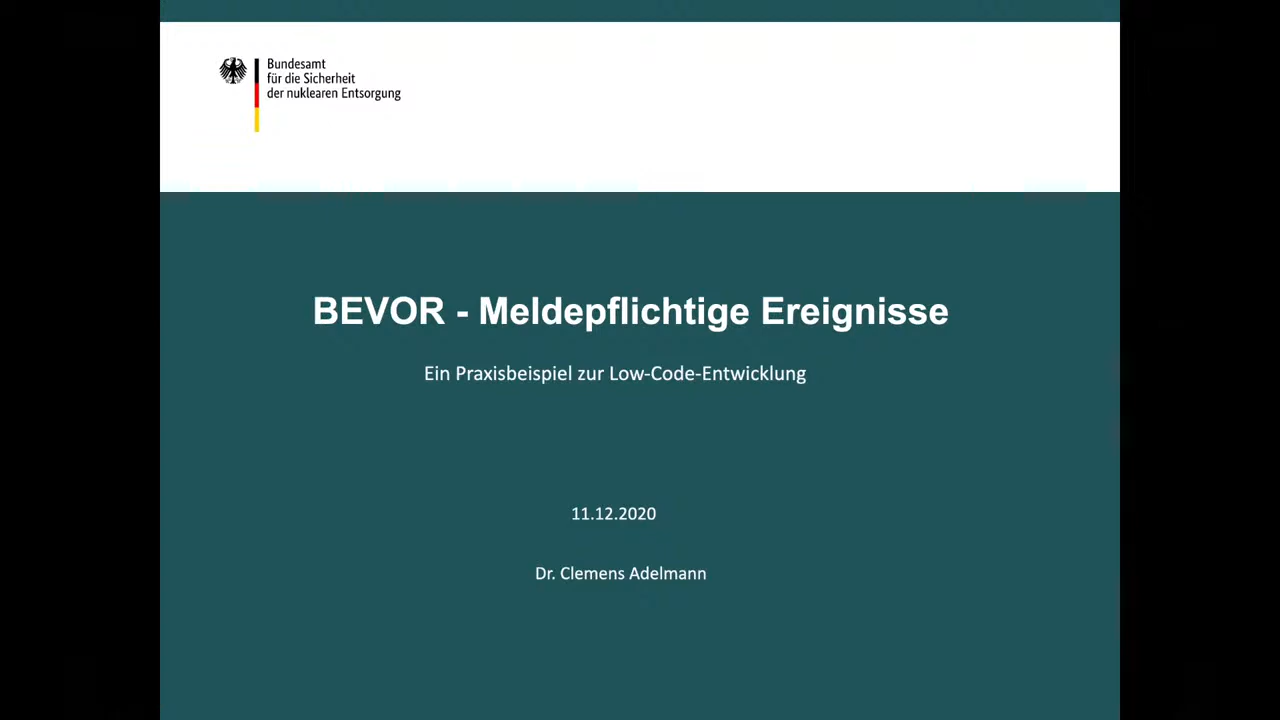 Bundesamt
für die Sicherheit
der nuklearen Entsorgung
BEVOR - Meldepflichtige Ereignisse
Ein Praxisbeispiel zur Low-Code-Entwicklung
11.12.2020
Dr. Clemens Adelmann